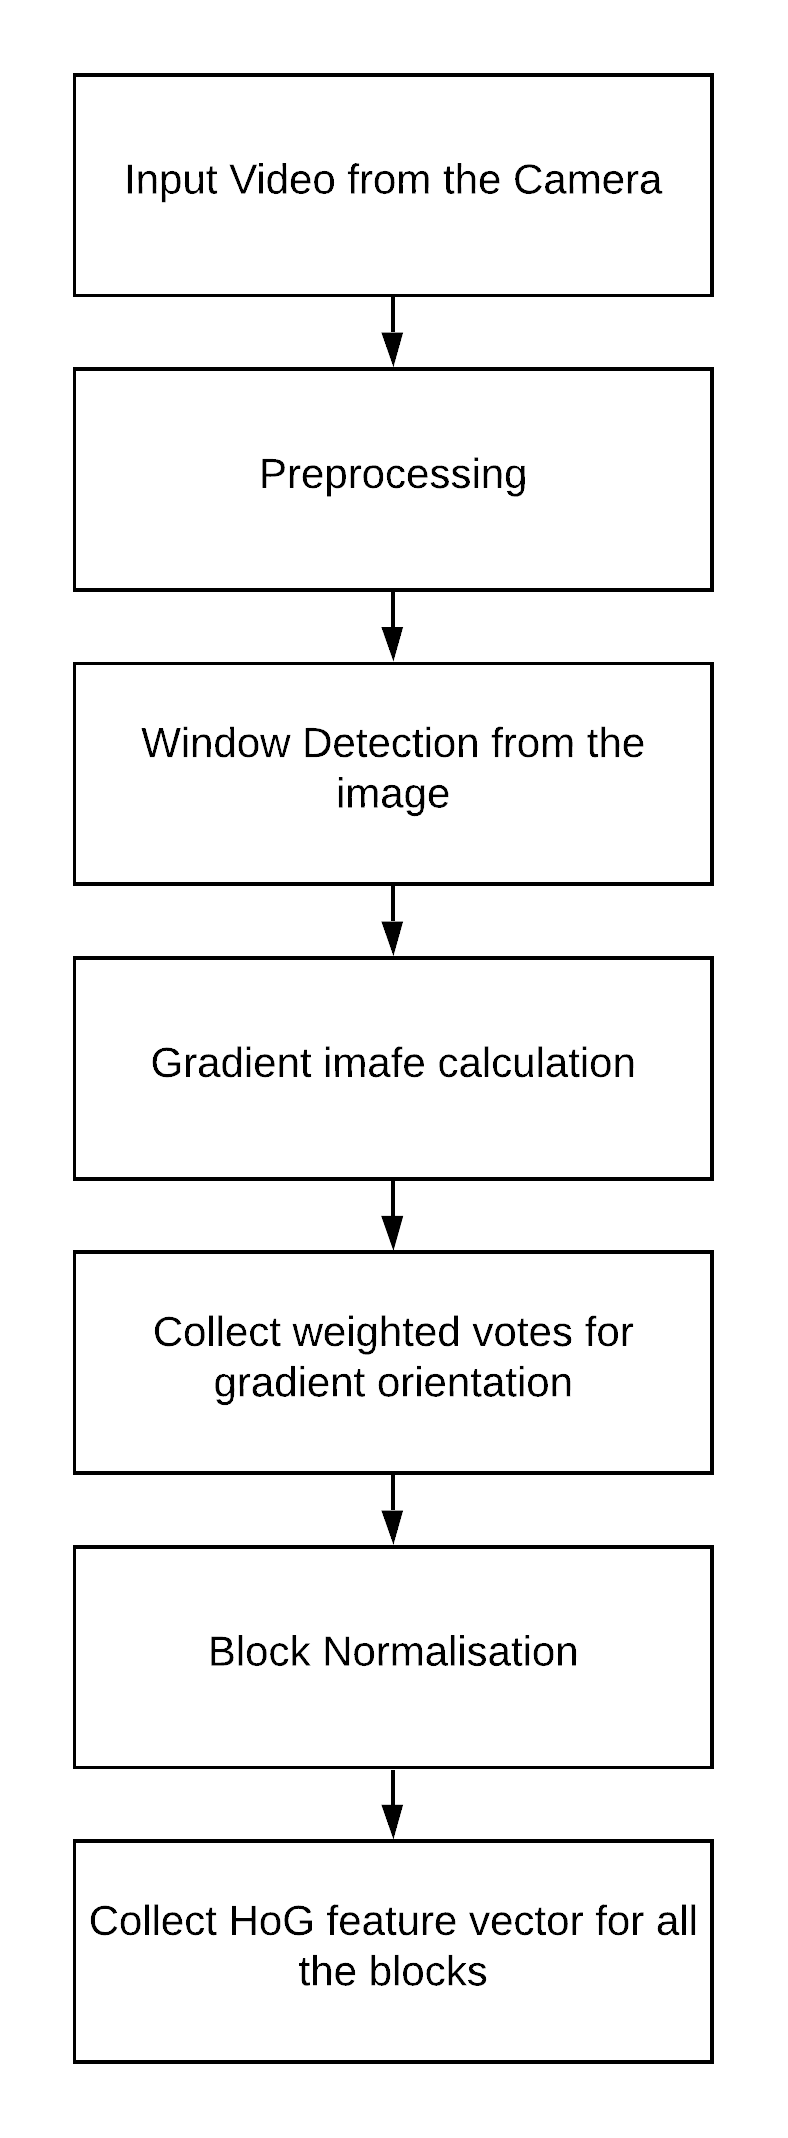 Input Video from the Camera
Preprocessing
Window Detection from the
image
Gradient imafe calculation
Collect weighted votes for
gradient orientation
Block Normalisation
Collect HoG feature vector for all
the blocks